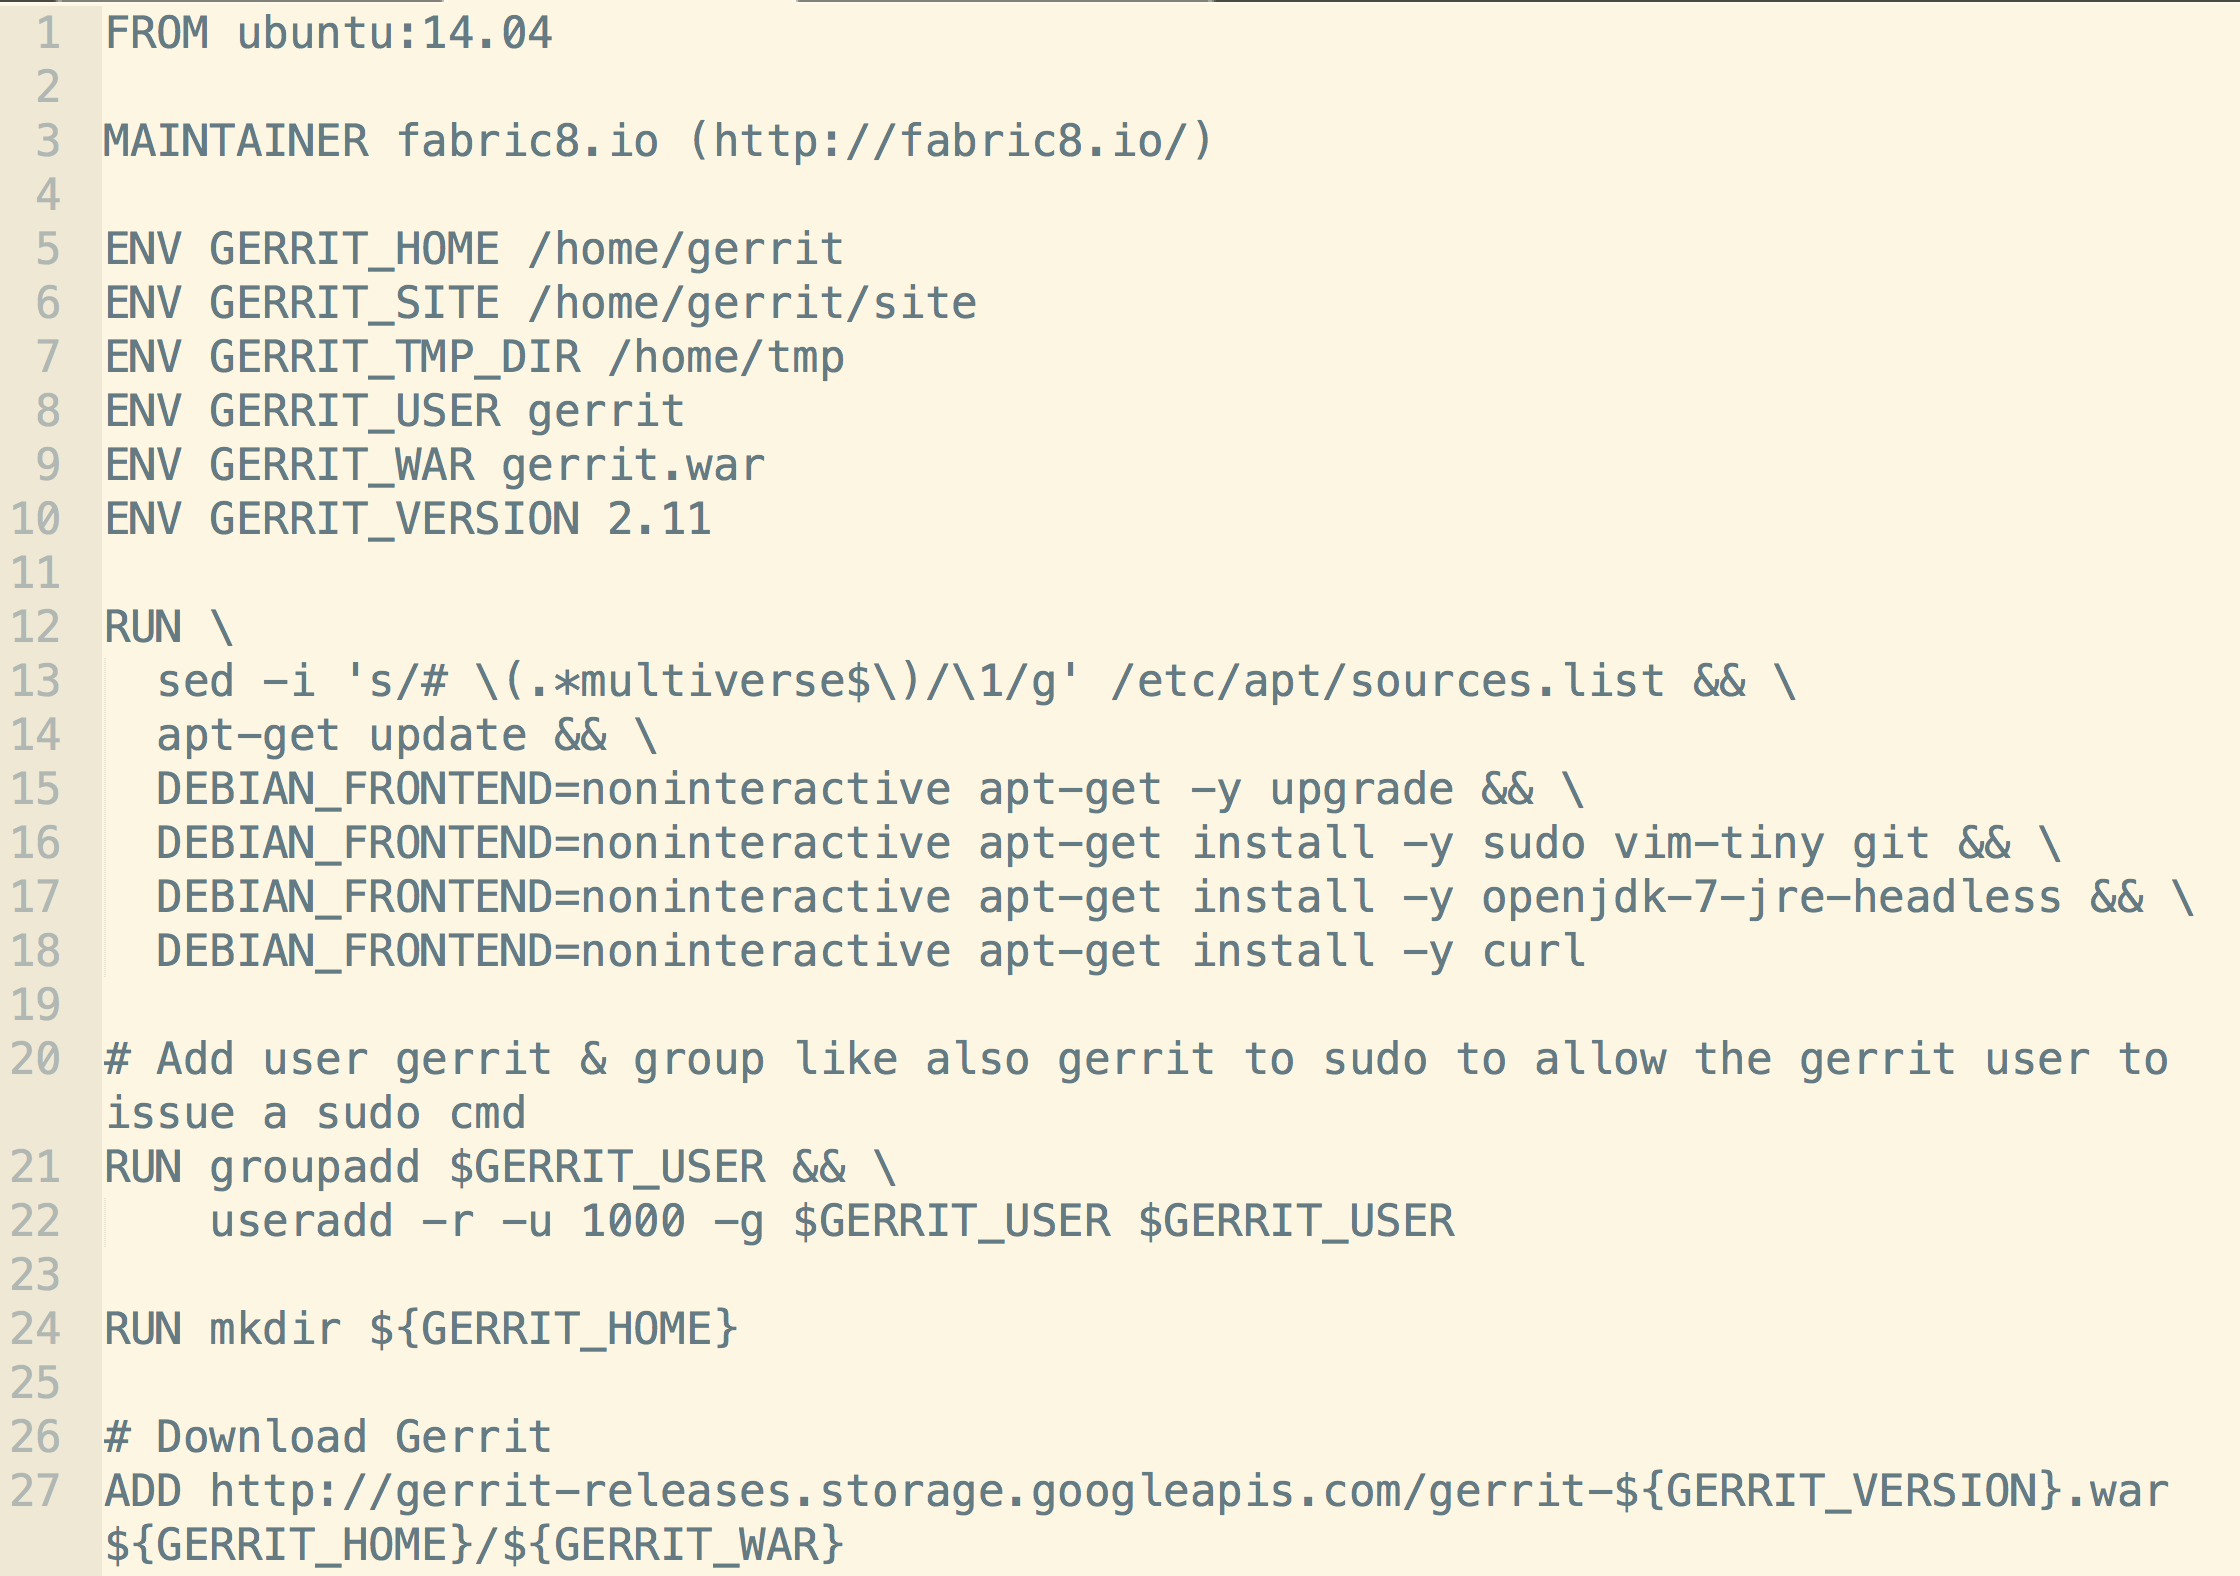 1 FROM ubuntu:14.04
2
3 MAINTAINER fabric8.io (http://fabric8.io/)
4
5 ENV GERRIT_HOME /home/gerrit
6 ENV GERRIT_SITE /home/gerrit/site
7 ENV GERRIT_TMP_DIR /home/tmp
8 ENV GERRIT_USER gerrit
9 ENV GERRIT_WAR gerrit.war
10 ENV GERRIT_VERSION 2.11
11
12 RUN \
13   sed -i 's/# \(.*multiverse$\)/\1/g' /etc/apt/sources.list && \
14   apt-get update && \
15   DEBIAN_FRONTEND=noninteractive apt-get -y upgrade && \
16   DEBIAN_FRONTEND=noninteractive apt-get install -y sudo vim-tiny git && \
17   DEBIAN_FRONTEND=noninteractive apt-get install -y openjdk-7-jre-headless && \
18   DEBIAN_FRONTEND=noninteractive apt-get install -y curl
19
20 # Add user gerrit & group like also gerrit to sudo to allow the gerrit user to
issue a sudo cmd
21 RUN groupadd $GERRIT_USER && \
22     useradd -r -u 1000 -g $GERRIT_USER $GERRIT_USER
23
24 RUN mkdir ${GERRIT_HOME}
25
26 # Download Gerrit
27 ADD http://gerrit-releases.storage.googleapis.com/gerrit-${GERRIT_VERSION}.war
${GERRIT_HOME}/${GERRIT_WAR}